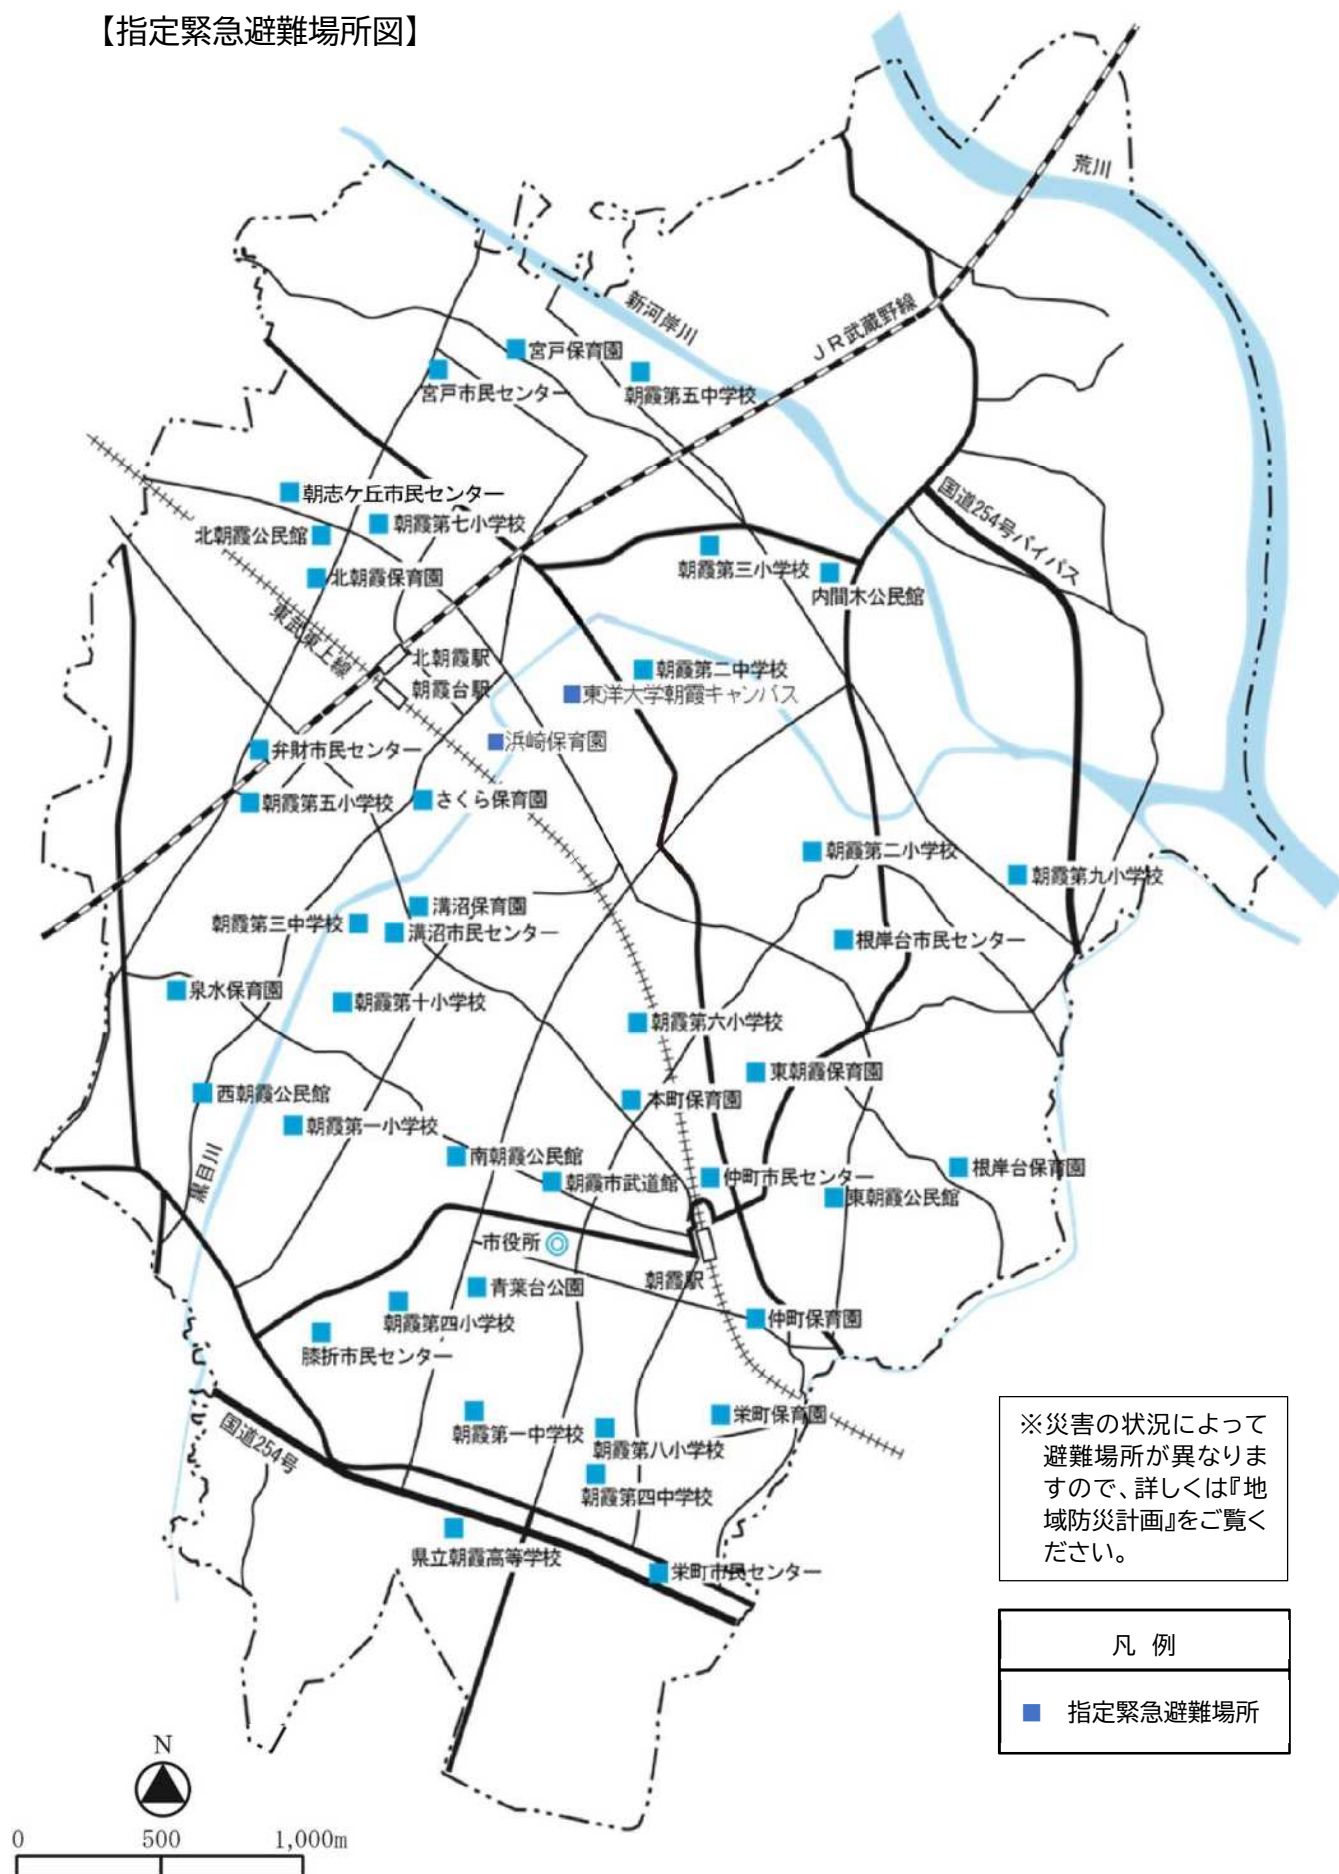 【指定緊急避難場所図】
荒川
新河岸川
JR武蔵野線
宮戸保育園
宮戸市民センター
朝霞第五中学校
国道254号バイパス
朝志ケ丘市民センター
朝霞第七小学校
北朝霞公民館
朝霞第三小学校
北朝霞保育園
内間木公民館
東武東上線
北朝霞駅
朝霞第二中学校
朝霞台駅
東洋大学朝霞キャンパス
浜崎保育園
弁財市民センター
朝霞第五小学校
さくら保育園
朝霞第二小学校
朝霞第九小学校
溝沼保育園
朝霞第三中学校
溝沼市民センター
根岸台市民センター
泉水保育園
朝霞第十小学校
朝霞第六小学校
東朝霞保育園
西朝霞公民館
本町保育園
朝霞第一小学校
黒目川
南朝霞公民館
根岸台保育園
朝霞市武道館
仲町市民センター
東朝霞公民館
市役所
朝霞駅
青葉台公園
朝霞第四小学校
仲町保育園
膝折市民センター
国道254号
朝霞第一中学校
栄町保育園
朝霞第八小学校
朝霞第四中学校
県立朝霞高等学校
栄町市民センター
※災害の状況によって
避難場所が異なりま
すので、詳しくは『地
域防災計画』をご覧く
ださい。
凡 例
指定緊急避難場所
N
0 500 1,000m